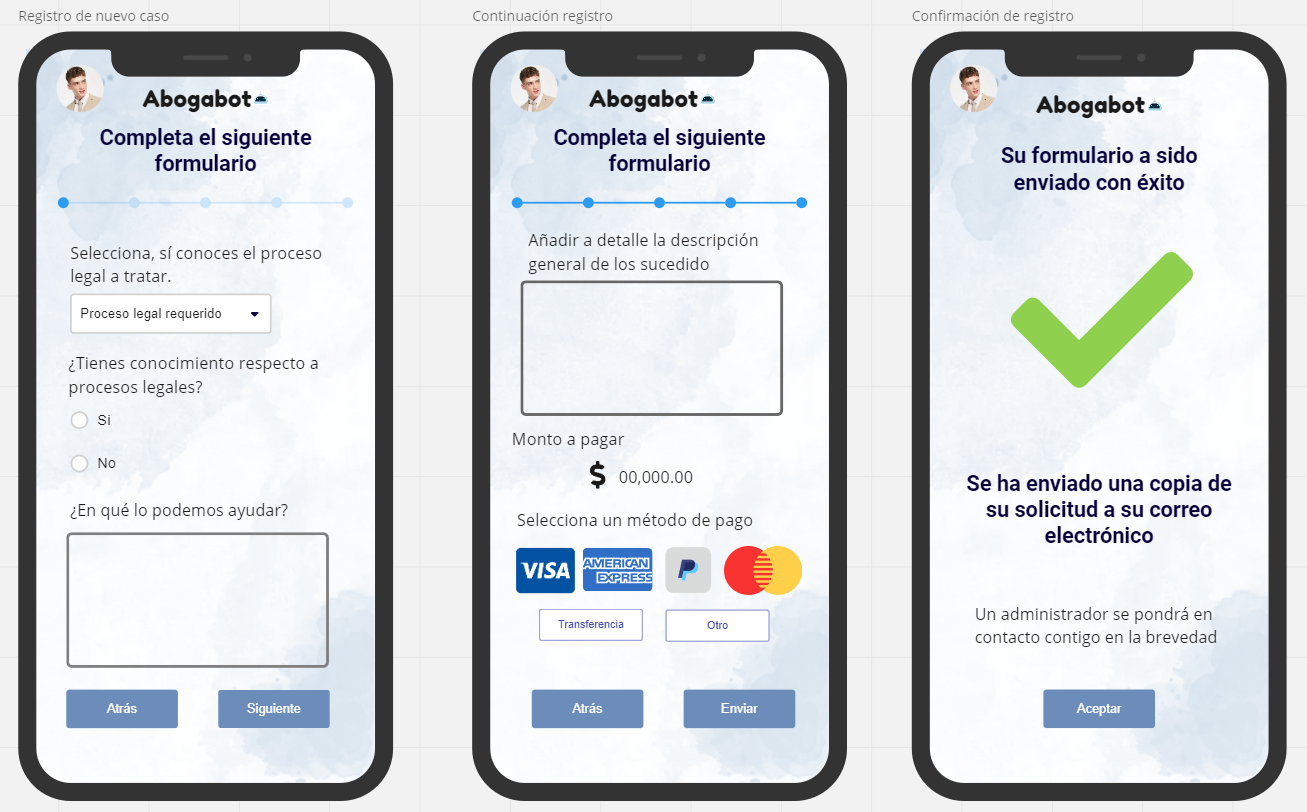 Registro de nuevo caso
Abogabot
Completa el siguiente
formulario
Selecciona, sí conoces el proceso
legal a tratar.
Proceso legal requerido
¿Tienes conocimiento respecto a
procesos legales?
Si
No
¿En qué lo podemos ayudar?
Atrás
Siguiente
Continuación registro
Abogabot
Completa el siguiente
formulario
Añadir a detalle la descripción
general de los sucedido
Monto a pagar
$ 00,000.00
Selecciona un método de pago
VISA
AMERICAN
EXPRESS
P
Transferencia
Otro
Atrás
Enviar
Confirmación de registro
Abogabot
Su formulario a sido
enviado con éxito
Se ha enviado una copia de
su solicitud a su correo
electrónico
Un administrador se pondrá en
contacto contigo en la brevedad
Aceptar